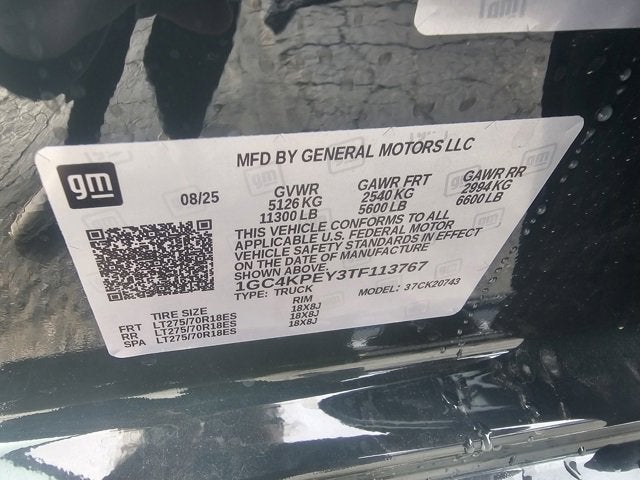 gm
MFD BY GENERAL MOTORS LLC
08/25
GVWR GAWR FRT GAWR RR
5126 KG 2540 KG 2994 KG
11300 LB 5600 LB 6600 LB
THIS VEHICLE CONFORMS TO ALL
APPLICABLE U.S. FEDERAL MOTOR
VEHICLE SAFETY STANDARDS IN EFFECT
ON THE DATE OF MANUFACTURE
SHOWN ABOVE.
1GC4KPEY3TF113767
TYPE: TRUCK MODEL: 37CK20743
TIRE SIZE RIM
FRT LT275/70R18ES 18X8J
RR LT275/70R18ES 18X8J
SPA LT275/70R18ES 18X8J